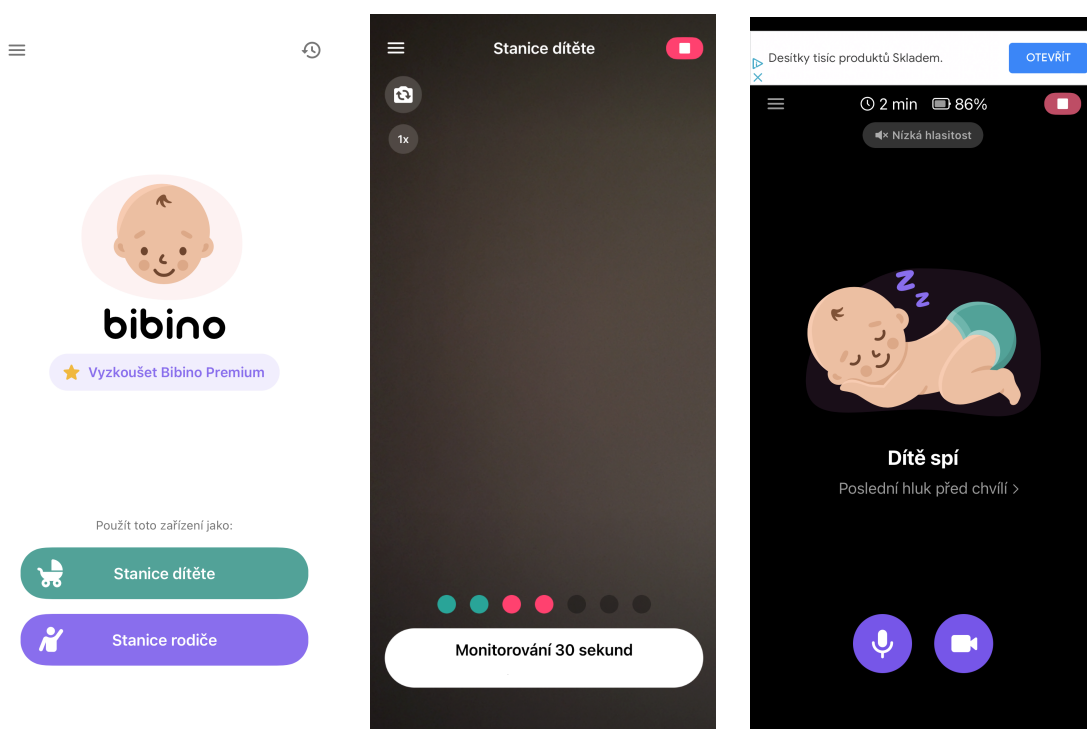 bibino
Vyzkoušet Bibino Premium
Použít toto zařízení jako:
Stanice dítěte
Stanice rodiče
Stanice dítěte
1x
Monitorování 30 sekund
Desítky tisíc produktů Skladem.
OTEVŘÍT
2 min 86%
Nízká hlasitost
z z
Dítě spí
Poslední hluk před chvílí >